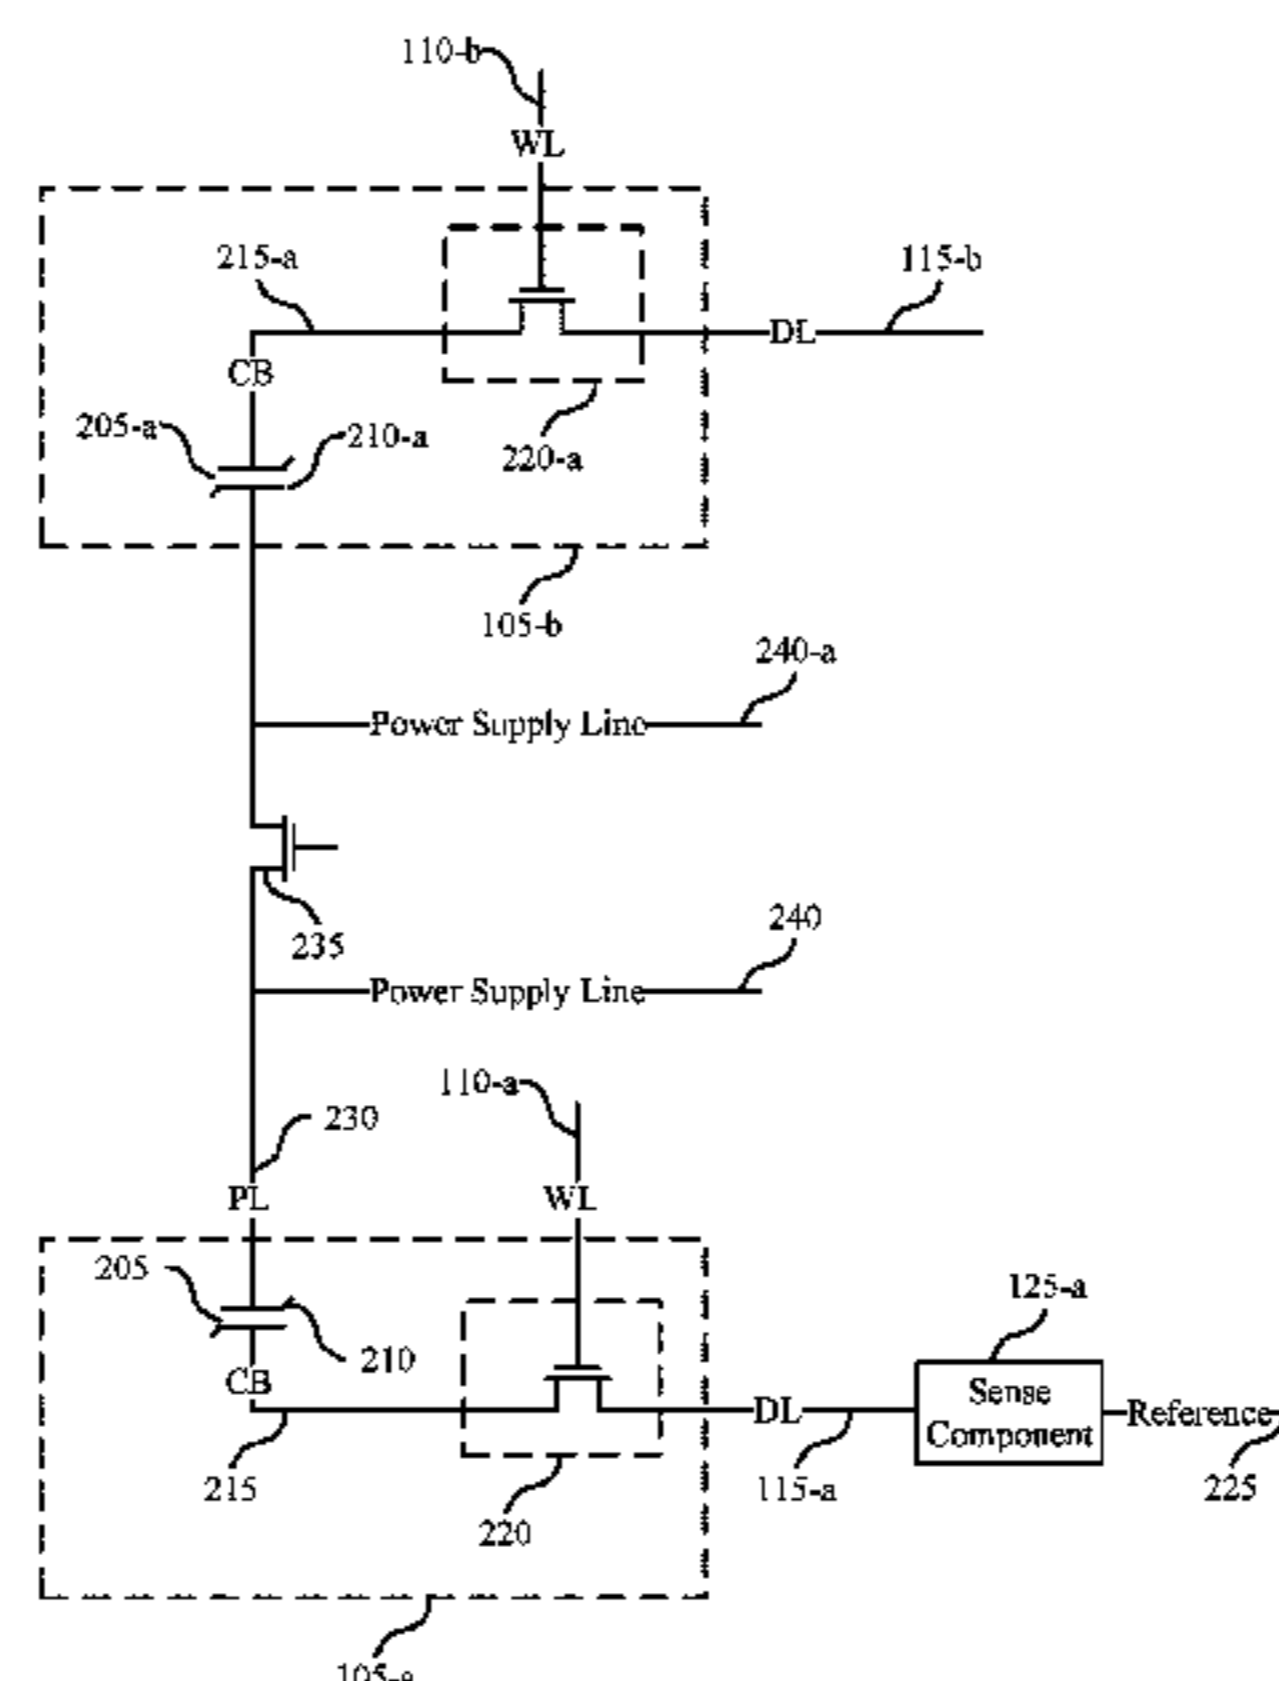 110-b
WL
215-a
115-b
DL
CB
205-a
210-a
220-a
105-b
240-a
Power Supply Line
235
240
Power Supply Line
110-a
230
PL
WL
205
125-a
210
CB
Sense
Component
DL
Reference
215
115-a
225
220
105-a